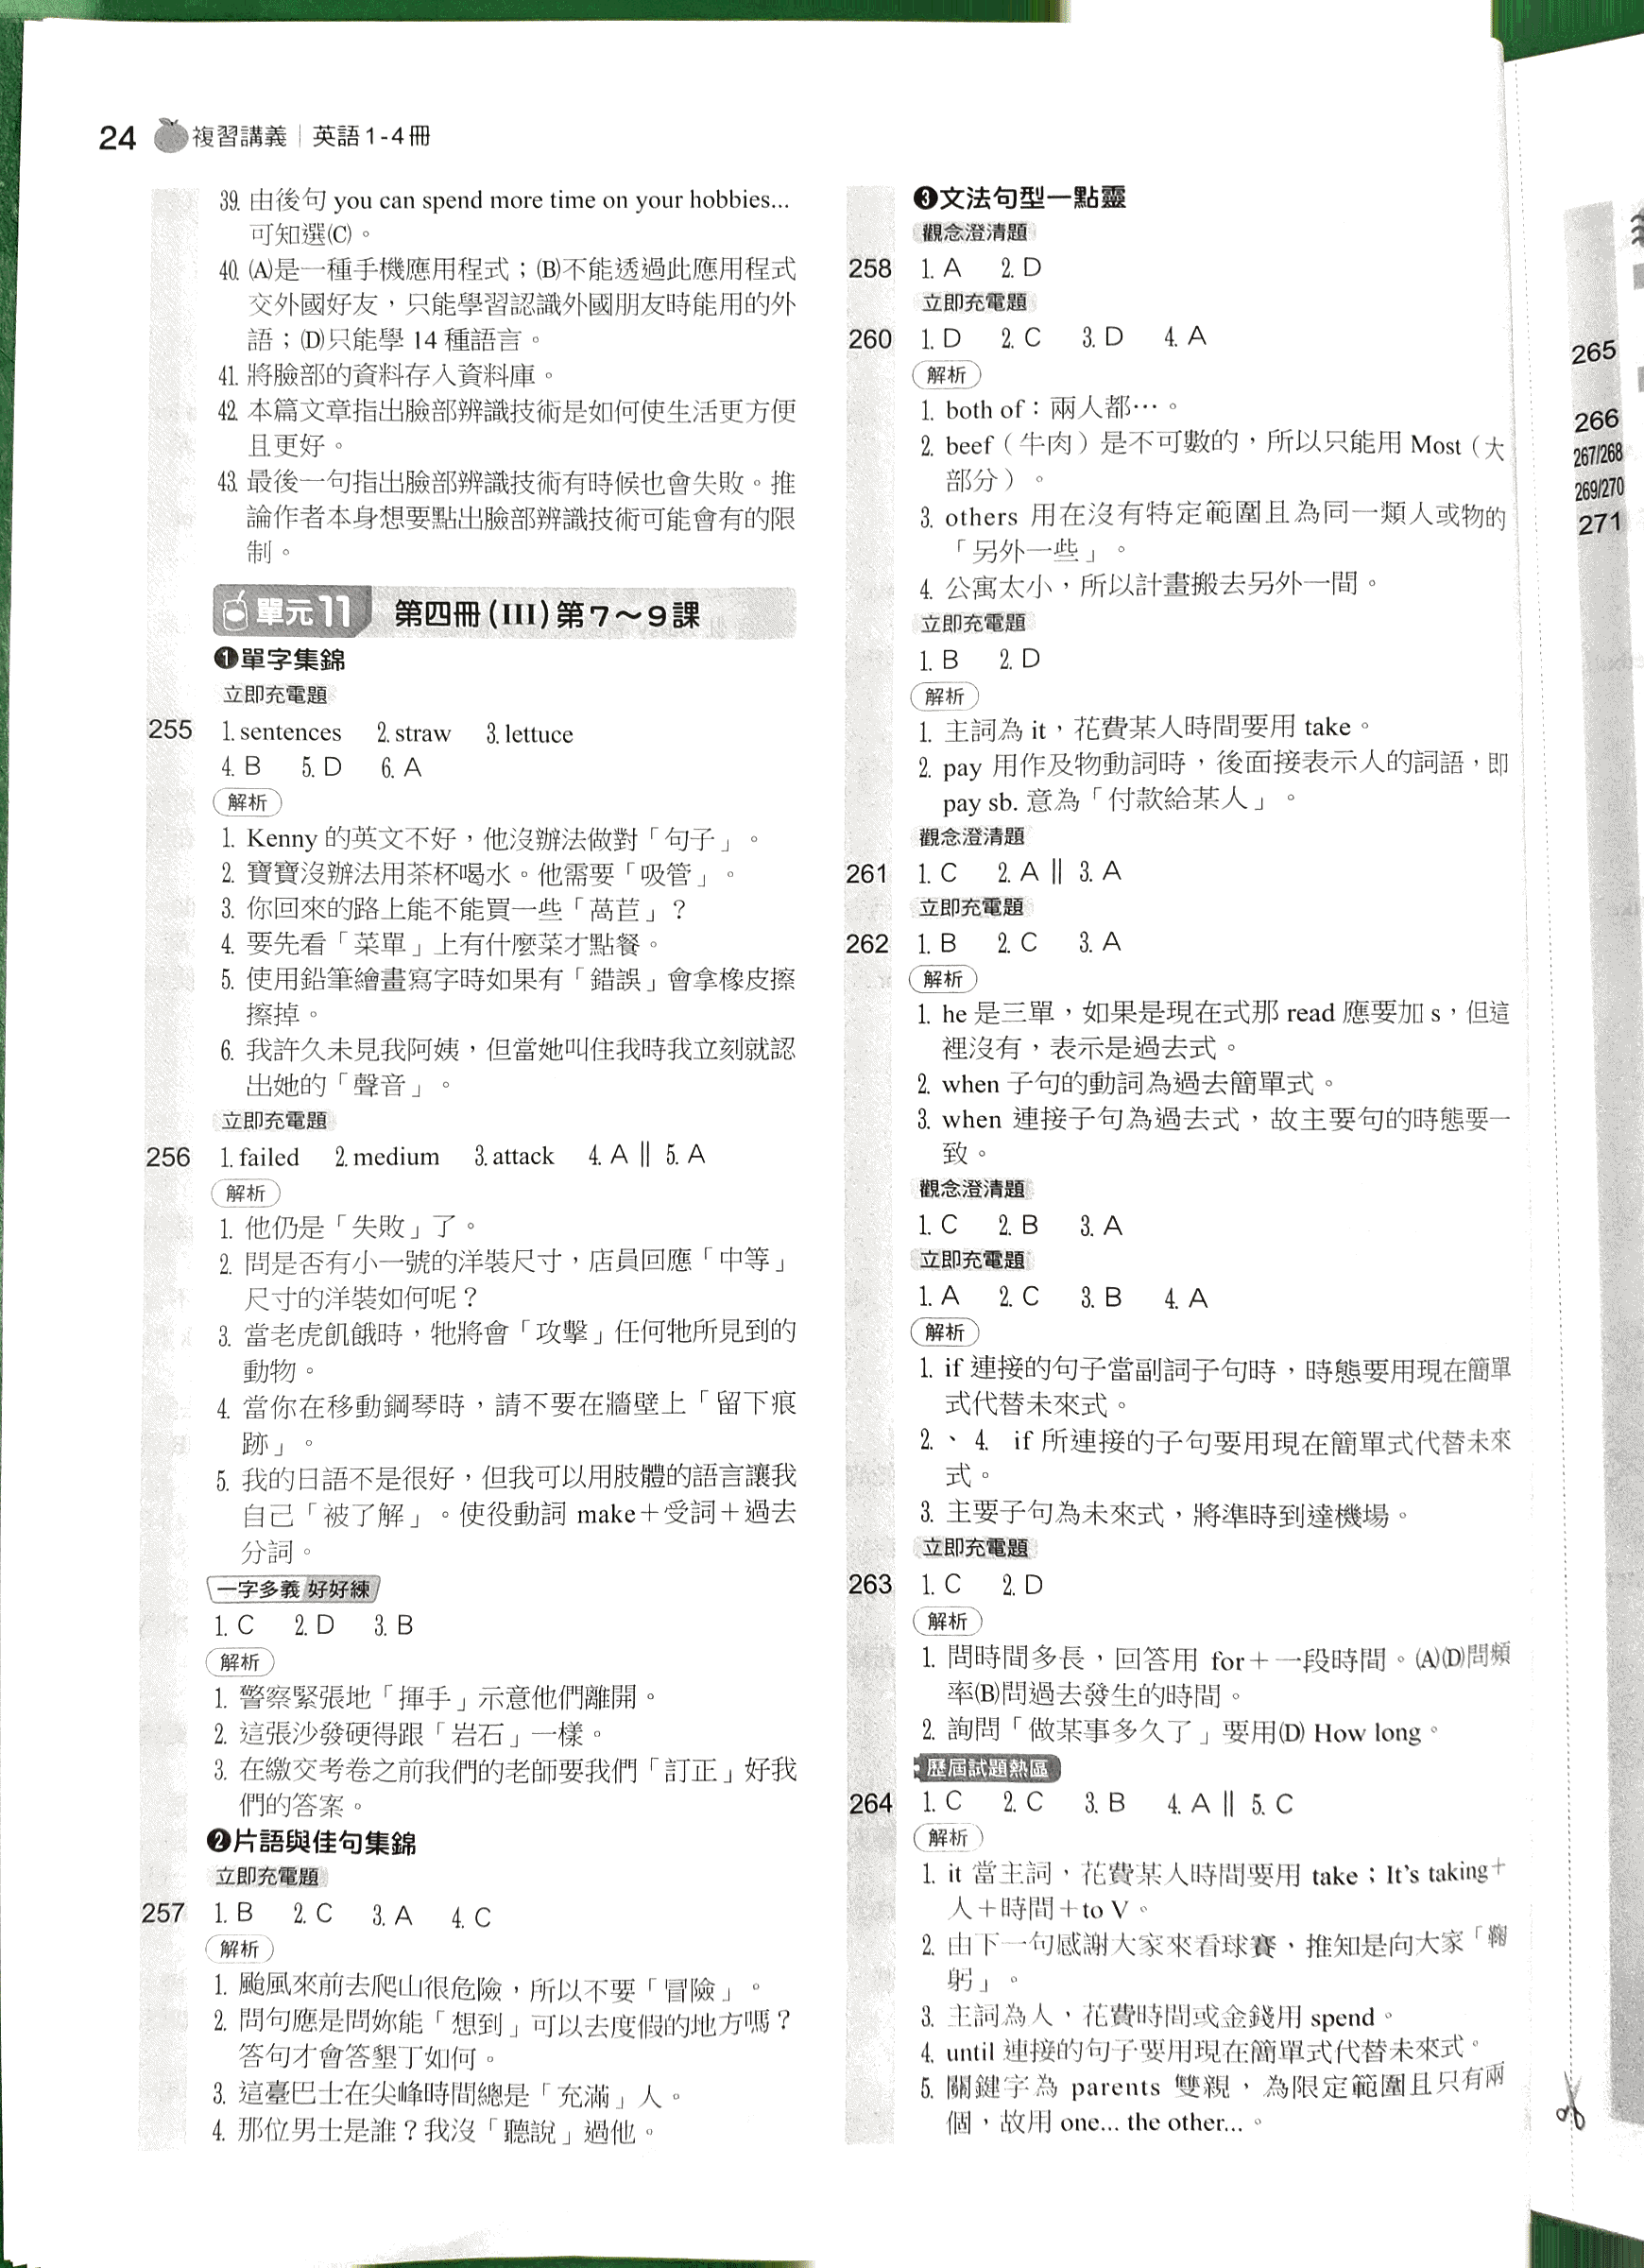 24 複習講義｜英語1-4冊
39. 由後句 you can spend more time on your hobbies...
可知選(C)。
40. (A)是一種手機應用程式；(B)不能透過此應用程式
交外國好友，只能學習認識外國朋友時能用的外
語；(D)只能學 14 種語言。
41. 將臉部的資料存入資料庫。
42. 本篇文章指出臉部辨識技術是如何使生活更方便
且更好。
43. 最後一句指出臉部辨識技術有時候也會失敗。推
論作者本身想要點出臉部辨識技術可能會有的限
制。
單元11 第四冊(III)第7～9課
❶單字集錦
立即充電題
255 1. sentences 2. straw 3. lettuce
4. B 5. D 6. A
解析
1. Kenny 的英文不好，他沒辦法做對「句子」。
2. 寶寶沒辦法用茶杯喝水。他需要「吸管」。
3. 你回來的路上能不能買一些「萵苣」？
4. 要先看「菜單」上有什麼菜才點餐。
5. 使用鉛筆繪畫寫字時如果有「錯誤」會拿橡皮擦
擦掉。
6. 我許久未見我阿姨，但當她叫住我時我立刻就認
出她的「聲音」。
立即充電題
256 1. failed 2. medium 3. attack 4. A ‖ 5. A
解析
1. 他仍是「失敗」了。
2. 問是否有小一號的洋裝尺寸，店員回應「中等」
尺寸的洋裝如何呢？
3. 當老虎飢餓時，牠將會「攻擊」任何牠所見到的
動物。
4. 當你在移動鋼琴時，請不要在牆壁上「留下痕
跡」。
5. 我的日語不是很好，但我可以用肢體的語言讓我
自己「被了解」。使役動詞 make＋受詞＋過去
分詞。
一字多義 好好練
1. C 2. D 3. B
解析
1. 警察緊張地「揮手」示意他們離開。
2. 這張沙發硬得跟「岩石」一樣。
3. 在繳交考卷之前我們的老師要我們「訂正」好我
們的答案。
❷片語與佳句集錦
立即充電題
257 1. B 2. C 3. A 4. C
解析
1. 颱風來前去爬山很危險，所以不要「冒險」。
2. 問句應是問妳能「想到」可以去度假的地方嗎？
答句才會答墾丁如何。
3. 這臺巴士在尖峰時間總是「充滿」人。
4. 那位男士是誰？我沒「聽說」過他。
❸文法句型一點靈
觀念澄清題
258 1. A 2. D
立即充電題
260 1. D 2. C 3. D 4. A
解析
1. both of：兩人都…。
2. beef（牛肉）是不可數的，所以只能用 Most（大
部分）。
3. others 用在沒有特定範圍且為同一類人或物的
「另外一些」。
4. 公寓太小，所以計畫搬去另外一間。
立即充電題
1. B 2. D
解析
1. 主詞為 it，花費某人時間要用 take。
2. pay 用作及物動詞時，後面接表示人的詞語，即
pay sb. 意為「付款給某人」。
觀念澄清題
261 1. C 2. A ‖ 3. A
立即充電題
262 1. B 2. C 3. A
解析
1. he 是三單，如果是現在式那 read 應要加 s，但這
裡沒有，表示是過去式。
2. when 子句的動詞為過去簡單式。
3. when 連接子句為過去式，故主要句的時態要一
致。
觀念澄清題
1. C 2. B 3. A
立即充電題
1. A 2. C 3. B 4. A
解析
1. if 連接的句子當副詞子句時，時態要用現在簡單
式代替未來式。
2.、4. if 所連接的子句要用現在簡單式代替未來
式。
3. 主要子句為未來式，將準時到達機場。
立即充電題
263 1. C 2. D
解析
1. 問時間多長，回答用 for＋一段時間。(A)(D)問頻
率(B)問過去發生的時間。
2. 詢問「做某事多久了」要用(D) How long。
歷屆試題熱區
264 1. C 2. C 3. B 4. A ‖ 5. C
解析
1. it 當主詞，花費某人時間要用 take；It's taking＋
人＋時間＋to V。
2. 由下一句感謝大家來看球賽，推知是向大家「鞠
躬」。
3. 主詞為人，花費時間或金錢用 spend。
4. until 連接的句子要用現在簡單式代替未來式。
5. 關鍵字為 parents 雙親，為限定範圍且只有兩
個，故用 one... the other...。
265
266
267/268
269/270
271